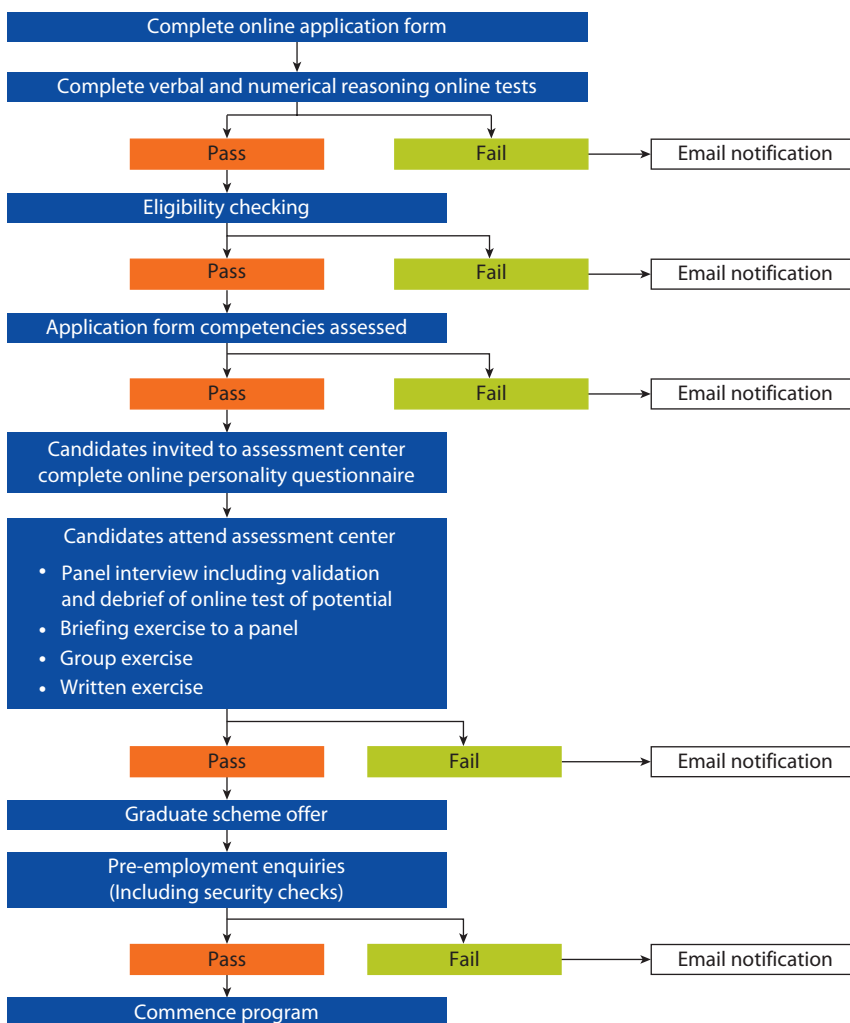 Complete online application form
Complete verbal and numerical reasoning online tests
Pass
Fail
Email notification
Eligibility checking
Pass
Fail
Email notification
Application form competencies assessed
Pass
Fail
Email notification
Candidates invited to assessment center
complete online personality questionnaire
Candidates attend assessment center
• Panel interview including validation
and debrief of online test of potential
• Briefing exercise to a panel
• Group exercise
• Written exercise
Pass
Fail
Email notification
Graduate scheme offer
Pre-employment enquiries
(Including security checks)
Pass
Fail
Email notification
Commence program